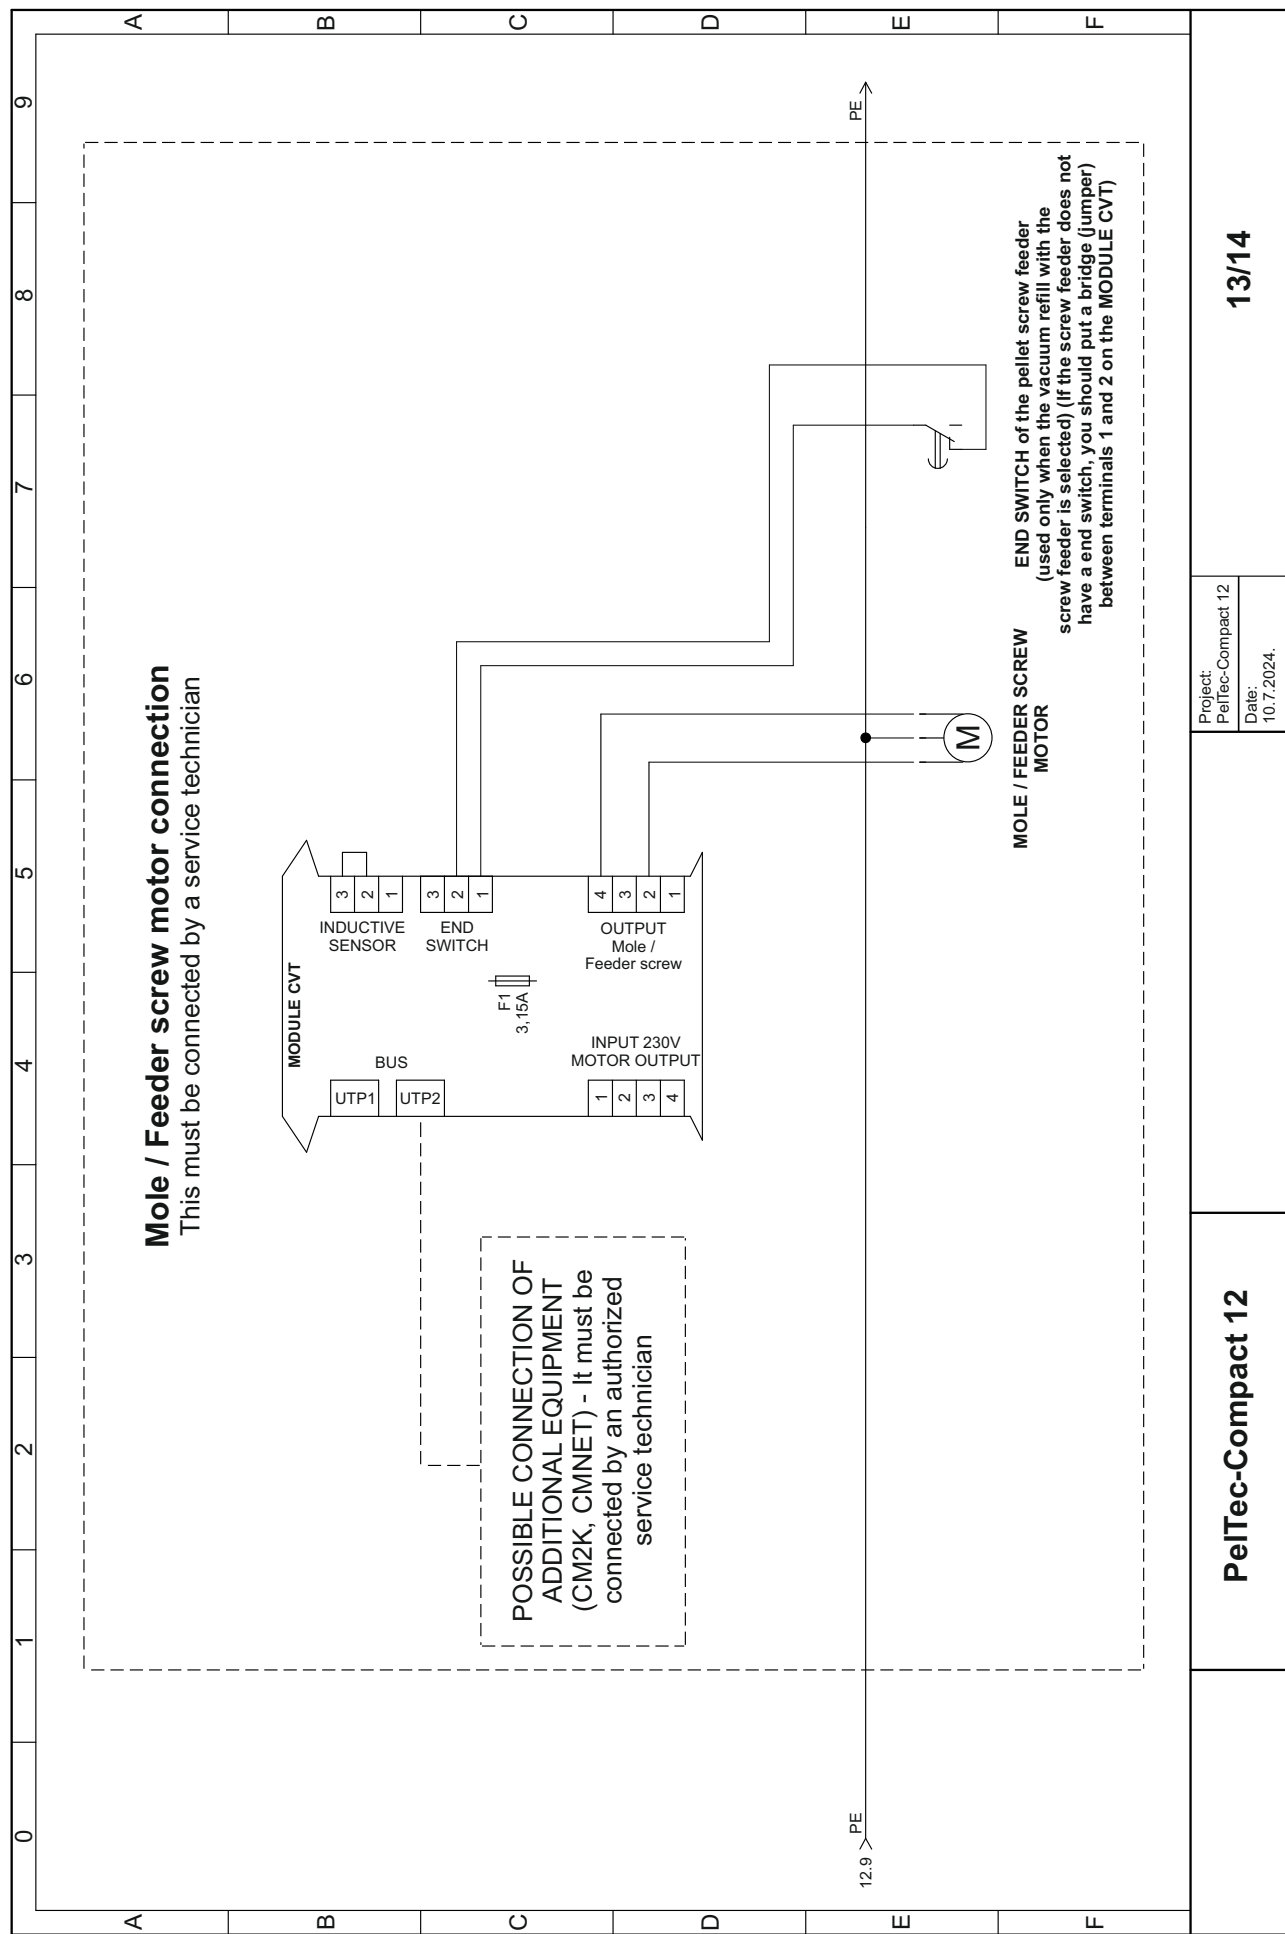 0 1 2 3 4 5 6 7 8 9
A
B
C
D
E
F
A
B
C
D
E
F
Mole / Feeder screw motor connection
This must be connected by a service technician
MODULE CVT
BUS
UTP1
UTP2
INDUCTIVE
SENSOR
3
2
1
END
SWITCH
3
2
1
F1
3,15A
INPUT 230V
MOTOR OUTPUT
1
2
3
4
OUTPUT
Mole /
Feeder screw
4
3
2
1
POSSIBLE CONNECTION OF
ADDITIONAL EQUIPMENT
(CM2K, CMNET) - It must be
connected by an authorized
service technician
12.9
PE
PE
M
MOLE / FEEDER SCREW
MOTOR
END SWITCH of the pellet screw feeder
(used only when the vacuum refill with the
screw feeder is selected) (If the screw feeder does not
have a end switch, you should put a bridge (jumper)
between terminals 1 and 2 on the MODULE CVT)
PelTec-Compact 12
Project:
PelTec-Compact 12
Date:
10.7.2024.
13/14